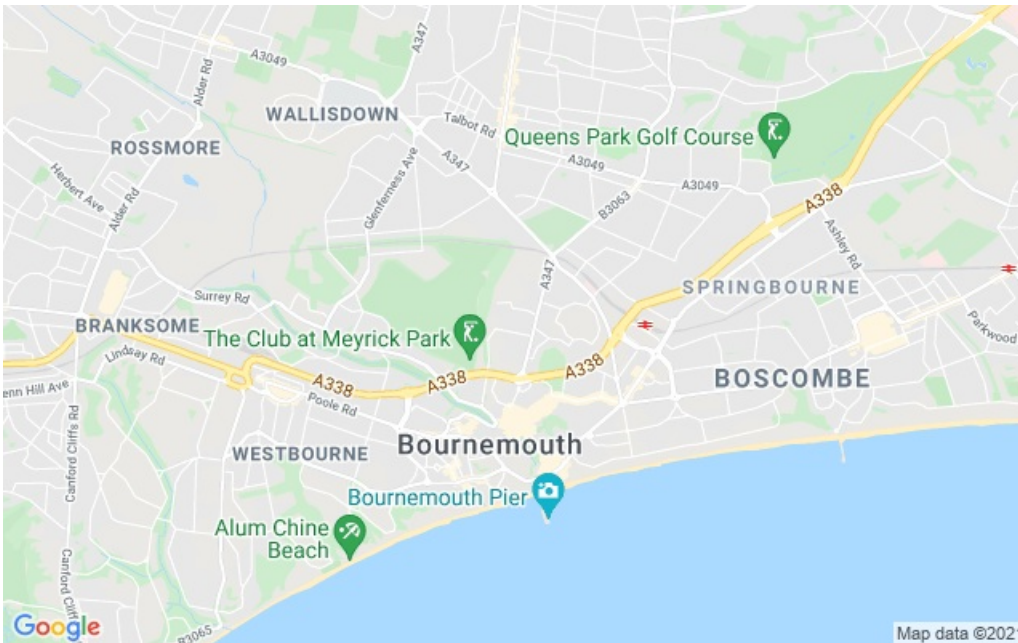 A3049
Alder Rd
A347
WALLISDOWN
Talbot Rd
ROSSMORE
Queens Park Golf Course
A347
A3049
A3049
Herbert Ave
Alder Rd
Glenferness Ave
B3063
A338
Ashley Rd
A347
SPRINGBOURNE
Surrey Rd
BRANKSOME
The Club at Meyrick Park
Parkwood
Lindsay Rd
A338
A338
A338
BOSCOMBE
enn Hill Ave
Poole Rd
Canford Cliffs Rd
WESTBOURNE
Bournemouth
Bournemouth Pier
Alum Chine
Beach
Canford Cliff
B3065
Google
Map data ©202